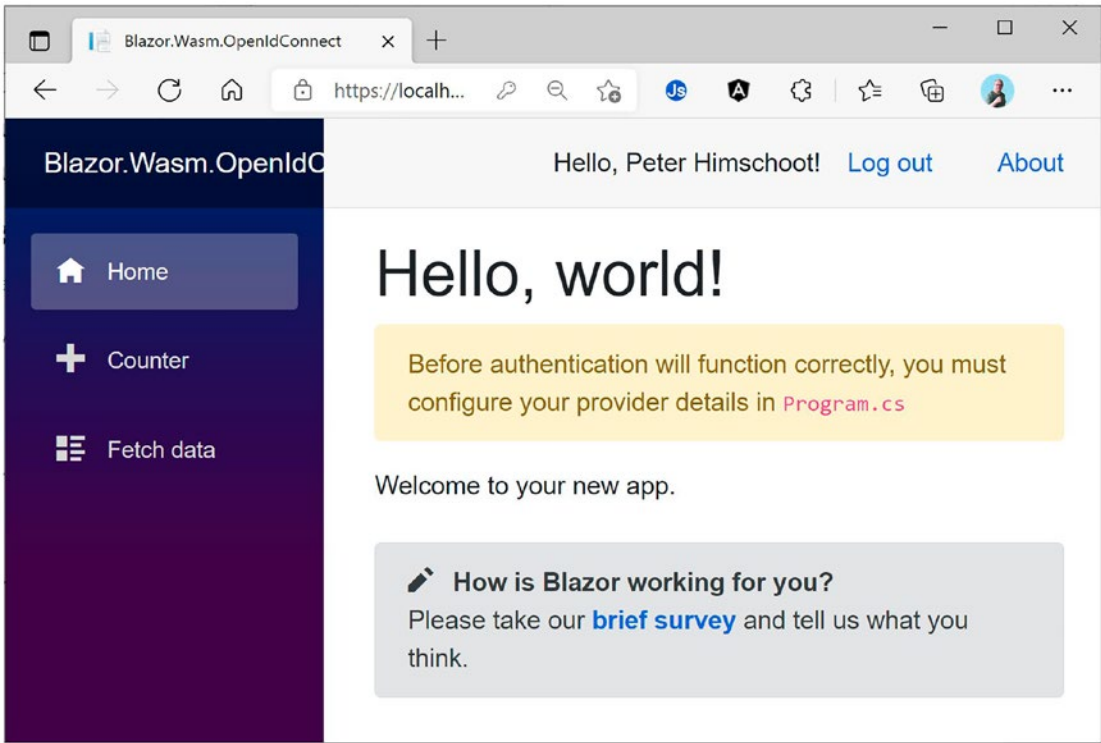 Blazor.Wasm.OpenIdConnect
https://localh...
JS
A
Blazor.Wasm.OpenIdC
Hello, Peter Himschoot! Log out About
Home
Counter
Fetch data
Hello, world!
Before authentication will function correctly, you must
configure your provider details in Program.cs
Welcome to your new app.
How is Blazor working for you?
Please take our brief survey and tell us what you
think.